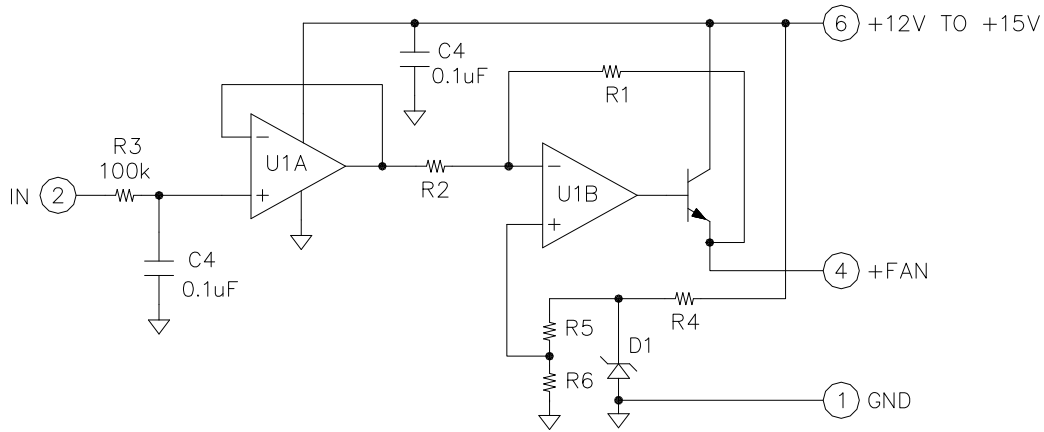 6 +12V TO +15V
C4
0.1uF
R1
R3
100k
−
U1A
+
R2
−
U1B
+
IN 2
C4
0.1uF
4 +FAN
R4
R5
D1
R6
1 GND